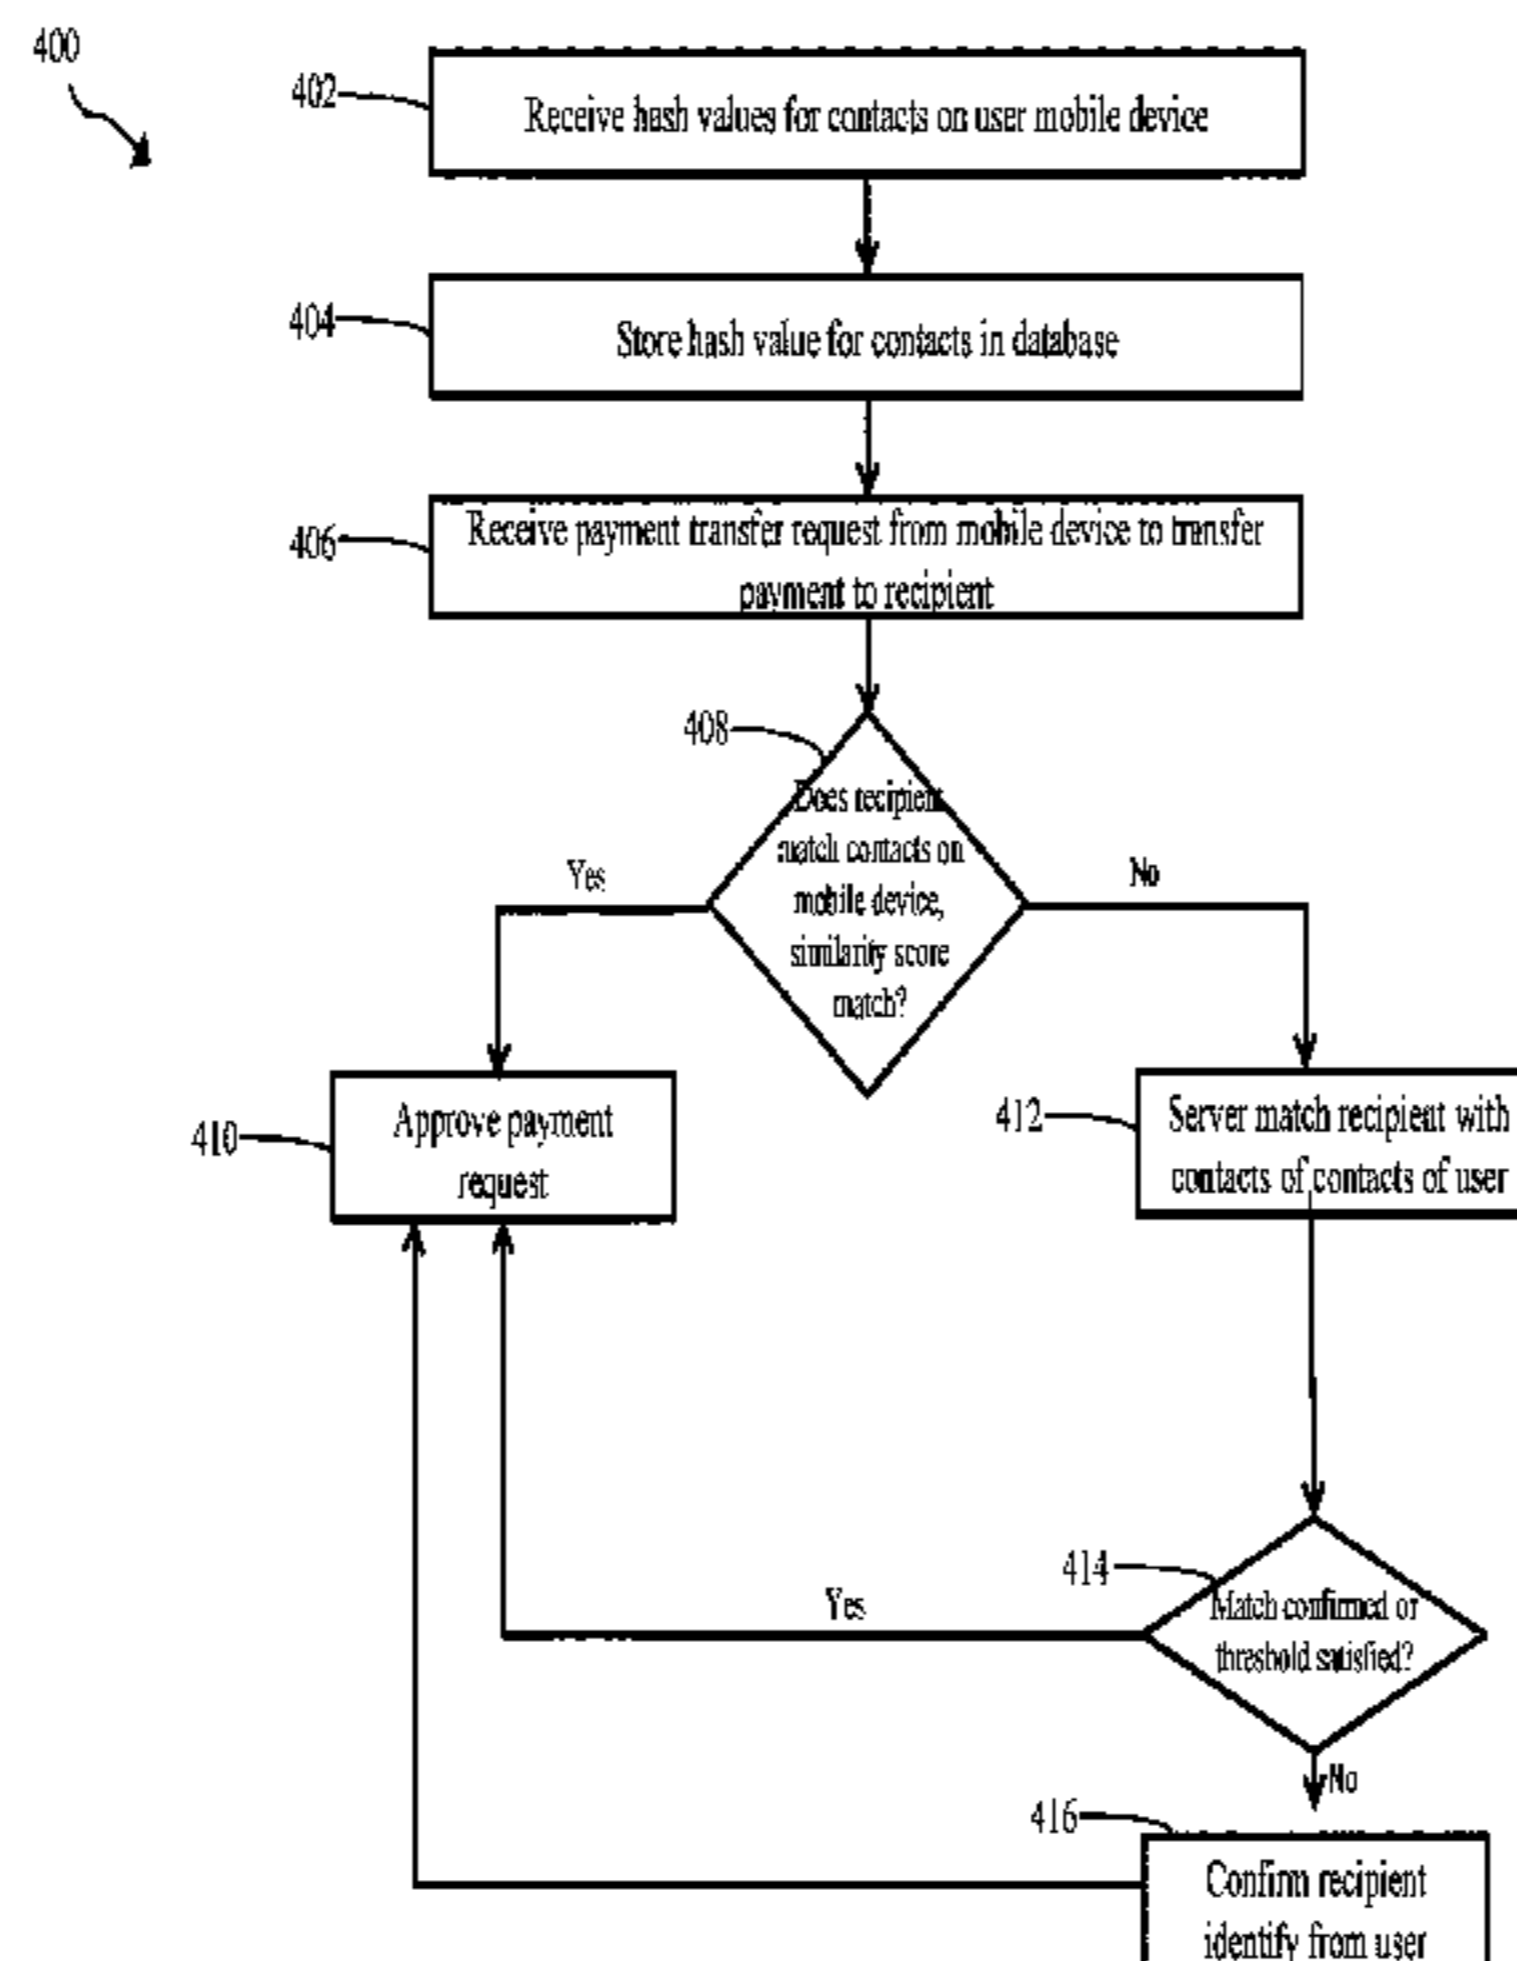 400
402
Receive hash values for contacts on user mobile device
404
Store hash value for contacts in database
406
Receive payment transfer request from mobile device to transfer
payment to recipient
408
Does recipient
match contacts on
mobile device,
similarity score
match?
Yes
No
410
Approve payment
request
412
Server match recipient with
contacts of contacts of user
414
Match confirmed or
threshold satisfied?
Yes
No
416
Confirm recipient
identify from user